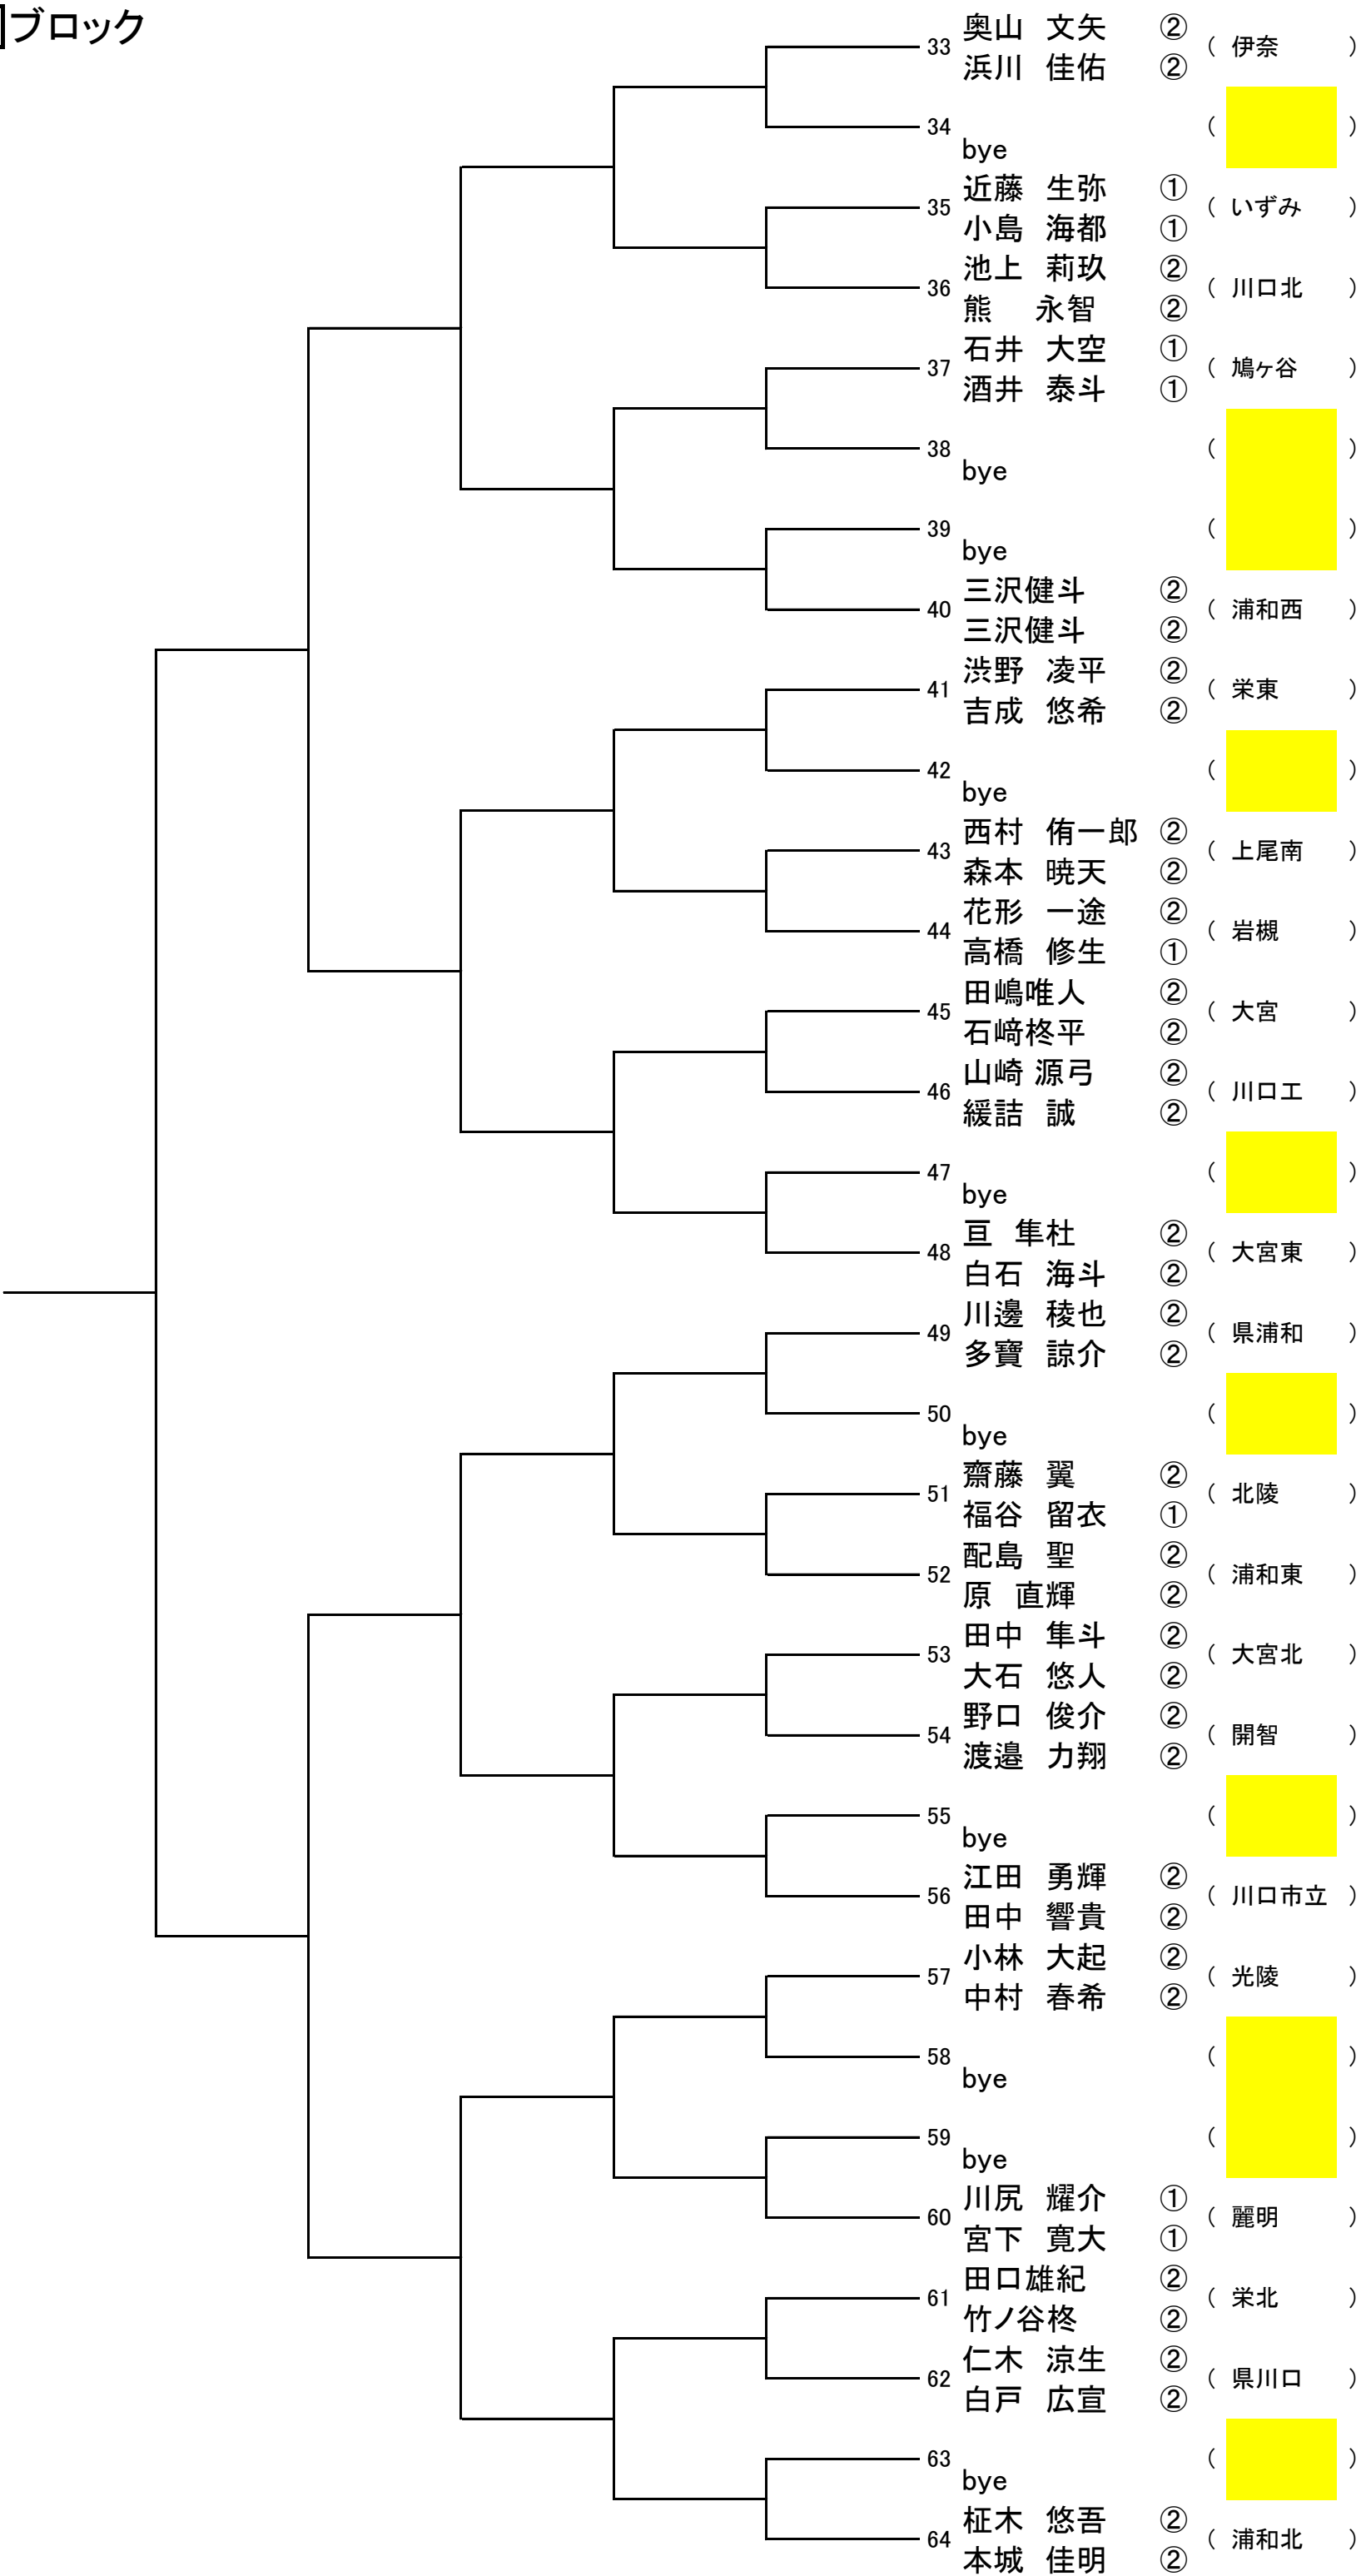 ブロック
奥山 文矢 ②
33 ( 伊奈 )
浜川 佳佑 ②
34 ( )
bye
近藤 生弥 ①
35 ( いずみ )
小島 海都 ①
池上 莉玖 ②
36 ( 川口北 )
熊 永智 ②
石井 大空 ①
37 ( 鳩ヶ谷 )
酒井 泰斗 ①
38 ( )
bye
39 ( )
bye
三沢健斗 ②
40 ( 浦和西 )
三沢健斗 ②
渋野 凌平 ②
41 ( 栄東 )
吉成 悠希 ②
42 ( )
bye
西村 侑一郎 ②
43 ( 上尾南 )
森本 暁天 ②
花形 一途 ②
44 ( 岩槻 )
高橋 修生 ①
田嶋唯人 ②
45 ( 大宮 )
石﨑柊平 ②
山崎 源弓 ②
46 ( 川口工 )
緩詰 誠 ②
47 ( )
bye
亘 隼杜 ②
48 ( 大宮東 )
白石 海斗 ②
川邊 稜也 ②
49 ( 県浦和 )
多寶 諒介 ②
50 ( )
bye
齋藤 翼 ②
51 ( 北陵 )
福谷 留衣 ①
配島 聖 ②
52 ( 浦和東 )
原 直輝 ②
田中 隼斗 ②
53 ( 大宮北 )
大石 悠人 ②
野口 俊介 ②
54 ( 開智 )
渡邉 力翔 ②
55 ( )
bye
江田 勇輝 ②
56 ( 川口市立 )
田中 響貴 ②
小林 大起 ②
57 ( 光陵 )
中村 春希 ②
58 ( )
bye
59 ( )
bye
川尻 耀介 ①
60 ( 麗明 )
宮下 寛大 ①
田口雄紀 ②
61 ( 栄北 )
竹ノ谷柊 ②
仁木 涼生 ②
62 ( 県川口 )
白戸 広宣 ②
63 ( )
bye
柾木 悠吾 ②
64 ( 浦和北 )
本城 佳明 ②